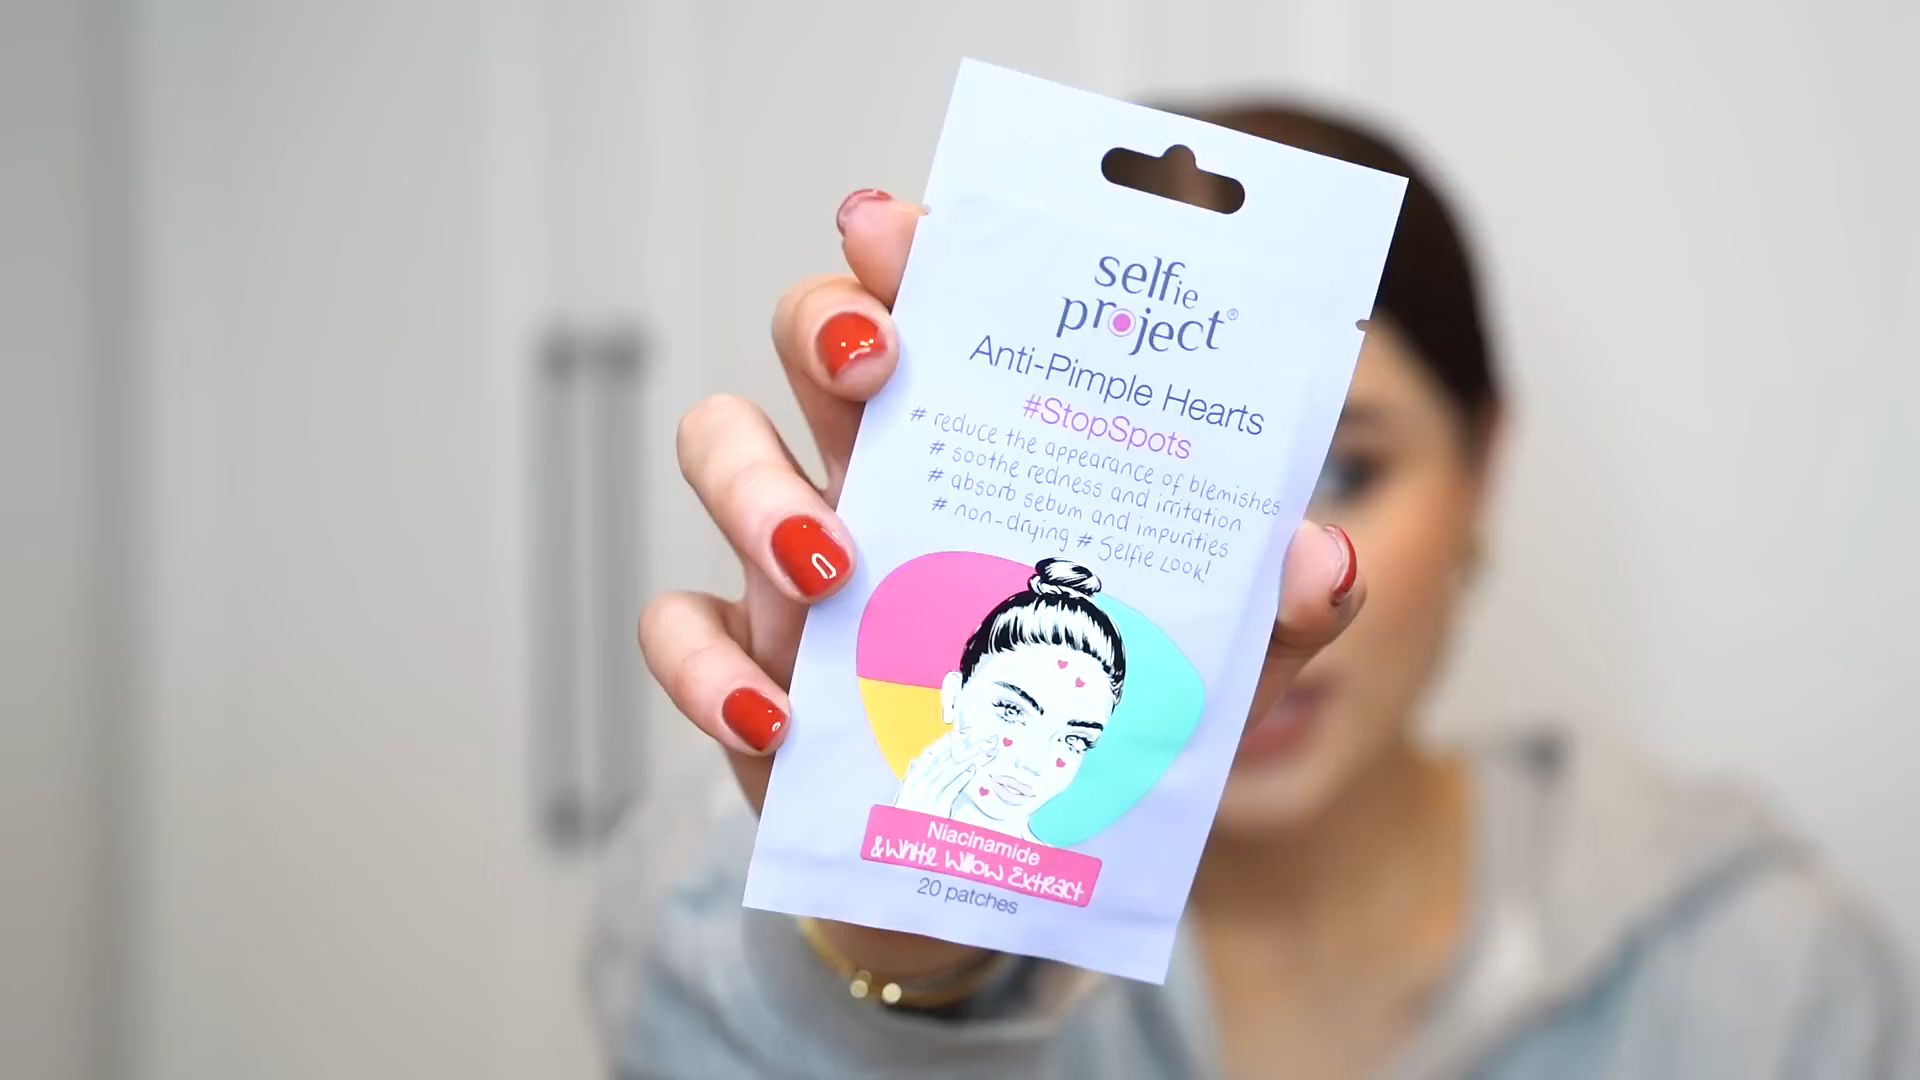 selfie
project®
Anti-Pimple Hearts
#StopSpots
# reduce the appearance of blemishes
# soothe redness and irritation
# absorb sebum and impurities
# non-drying # Selfie Look!
Niacinamide
& White Willow Extract
20 patches